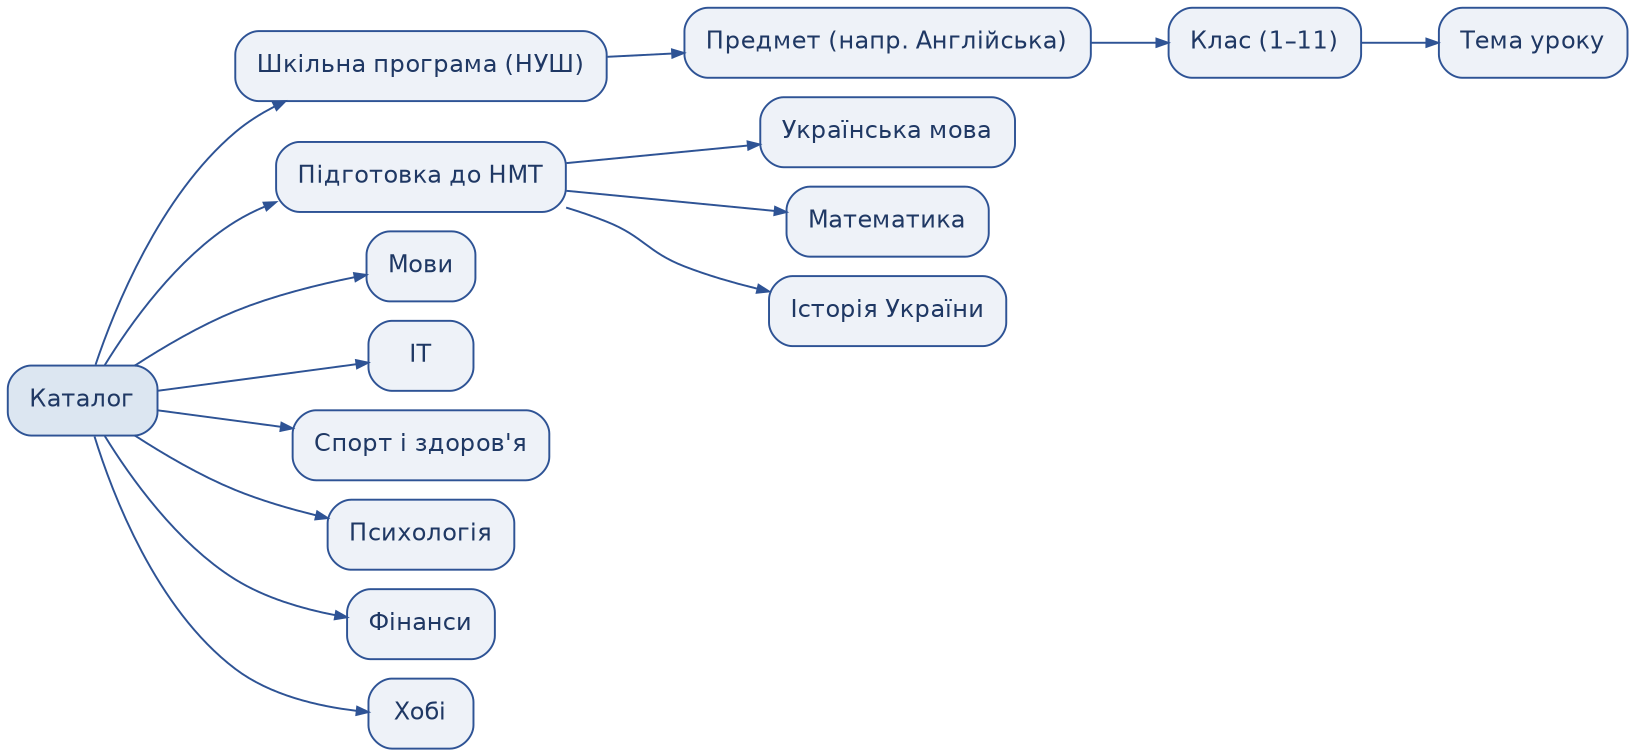 Каталог
Шкільна програма (НУШ)
Предмет (напр. Англійська)
Клас (1–11)
Тема уроку
Підготовка до НМТ
Українська мова
Математика
Історія України
Мови
IT
Спорт і здоров'я
Психологія
Фінанси
Хобі